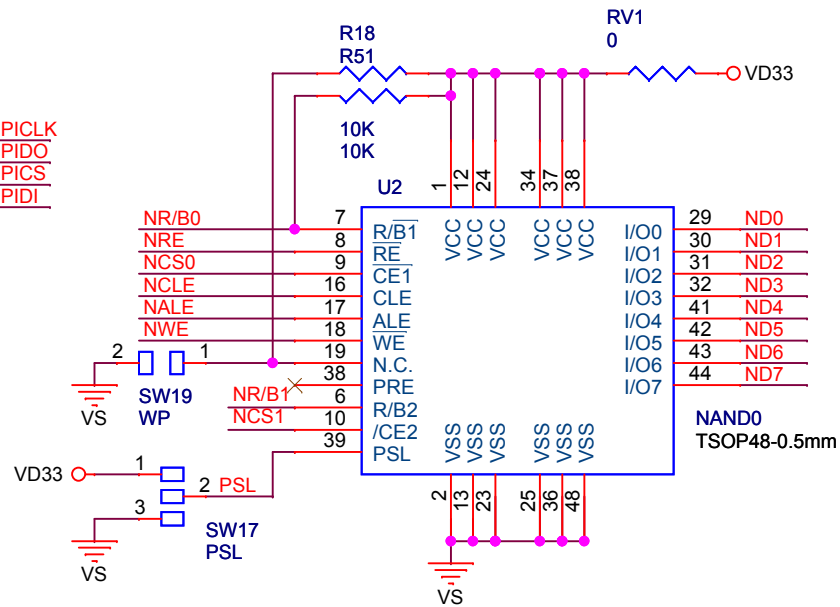 RV1
0
R18
R51
VD33
PICLK
PIDO
PICS
PIDI
10K
10K
U2
1
12
24
34
37
38
VCC
VCC
VCC
VCC
VCC
VCC
NR/B0 7 R/B1
NRE 8 RE
NCS0 9 CE1
NCLE 16 CLE
NALE 17 ALE
NWE 18 WE
2 1 19 N.C.
38 PRE
NR/B1 6 R/B2
NCS1 10 /CE2
39 PSL
I/O0 29 ND0
I/O1 30 ND1
I/O2 31 ND2
I/O3 32 ND3
I/O4 41 ND4
I/O5 42 ND5
I/O6 43 ND6
I/O7 44 ND7
SW19
WP
VS
NAND0
TSOP48-0.5mm
VSS
VSS
VSS
VSS
VSS
VSS
2
13
23
25
36
48
VD33 1
2 PSL
3
SW17
PSL
VS
VS